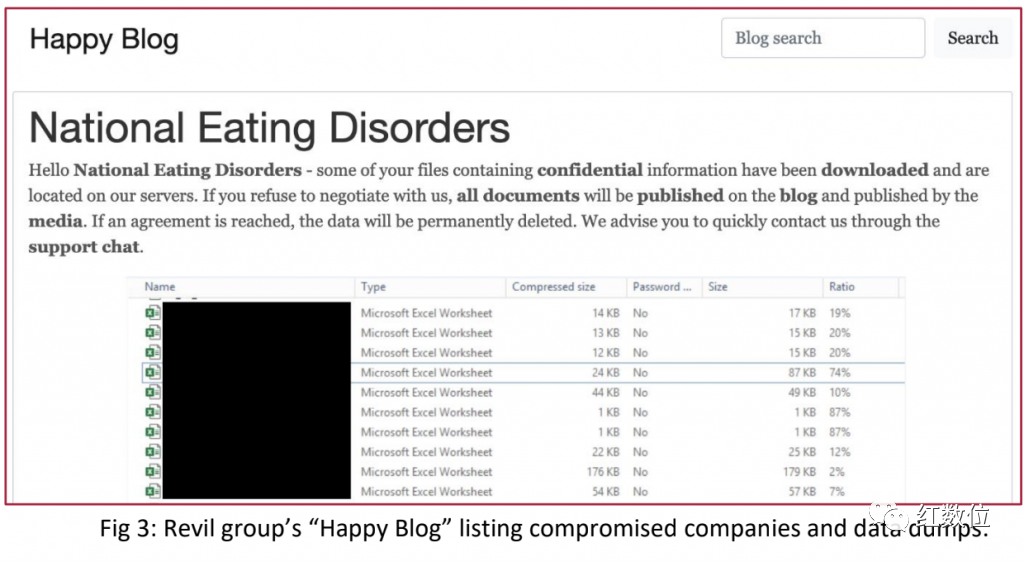 Happy Blog
Blog search
Search
National Eating Disorders
Hello National Eating Disorders - some of your files containing confidential information have been downloaded and are
located on our servers. If you refuse to negotiate with us, all documents will be published on the blog and published by the
media. If an agreement is reached, the data will be permanently deleted. We advise you to quickly contact us through the
support chat.
Name Type Compressed size Password ... Size Ratio
Microsoft Excel Worksheet 14 KB No 17 KB 19%
Microsoft Excel Worksheet 13 KB No 15 KB 20%
Microsoft Excel Worksheet 12 KB No 15 KB 20%
Microsoft Excel Worksheet 24 KB No 87 KB 74%
Microsoft Excel Worksheet 44 KB No 49 KB 10%
Microsoft Excel Worksheet 1 KB No 1 KB 87%
Microsoft Excel Worksheet 1 KB No 1 KB 87%
Microsoft Excel Worksheet 22 KB No 25 KB 12%
Microsoft Excel Worksheet 176 KB No 179 KB 2%
Microsoft Excel Worksheet 54 KB No 57 KB 7%
红数位
Fig 3: Revil group's “Happy Blog” listing compromised companies and data dumps.